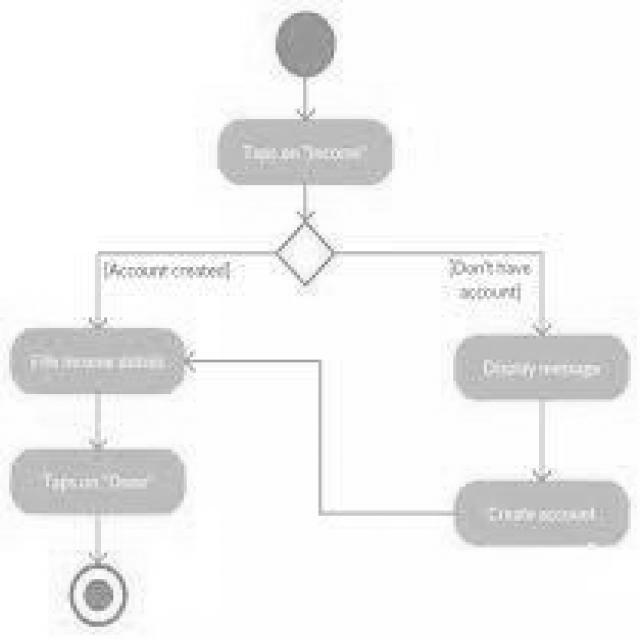 Taps on "Income"
[Account created]
[Don't have
account]
Fills income details
Display message
Taps on "Done"
Create account